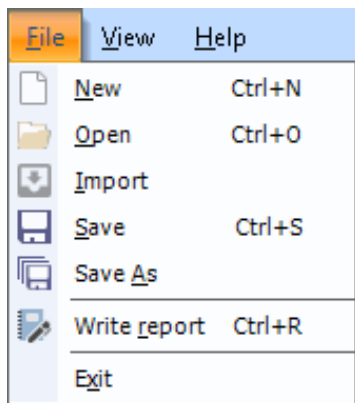 File View Help
New Ctrl+N
Open Ctrl+O
Import
Save Ctrl+S
Save As
Write report Ctrl+R
Exit